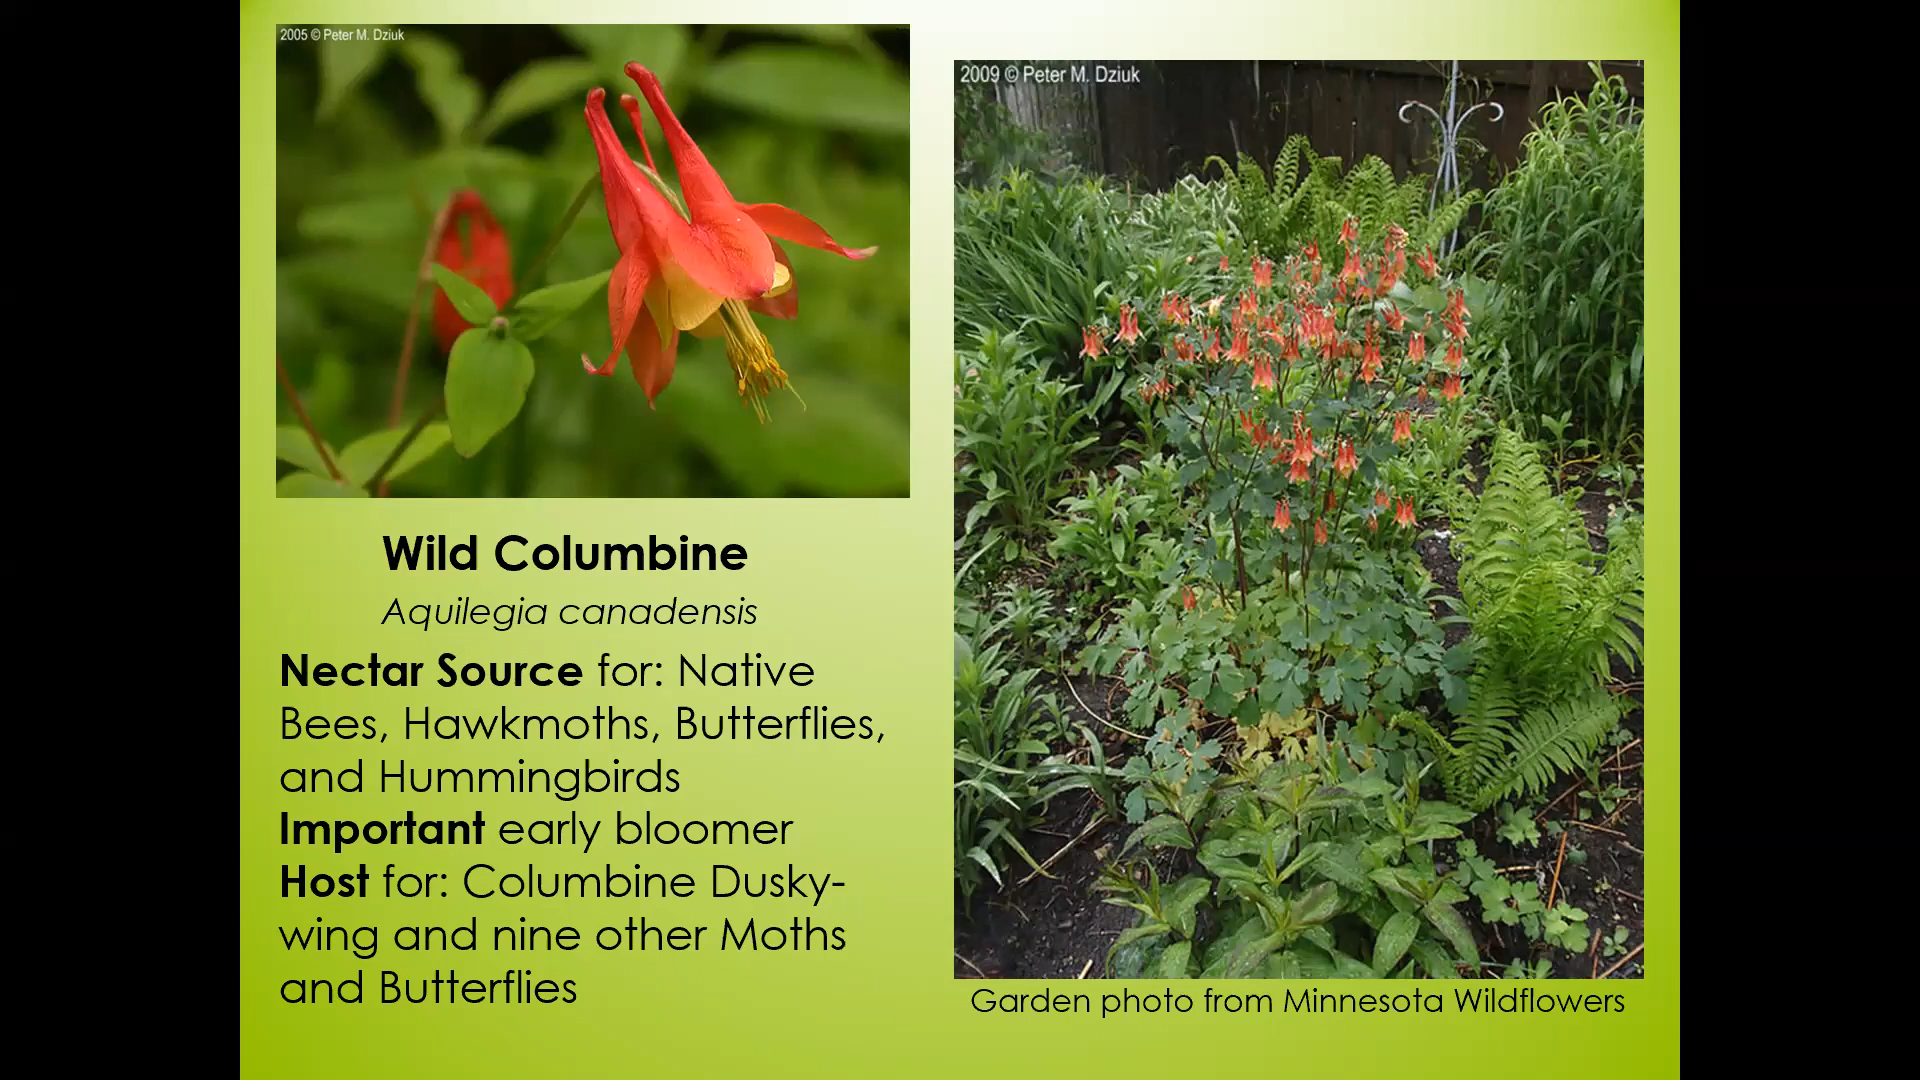 2005 © Peter M. Dziuk
2009 © Peter M. Dziuk
Wild Columbine
Aquilegia canadensis
Nectar Source for: Native
Bees, Hawkmoths, Butterflies,
and Hummingbirds
Important early bloomer
Host for: Columbine Dusky-
wing and nine other Moths
and Butterflies
Garden photo from Minnesota Wildflowers